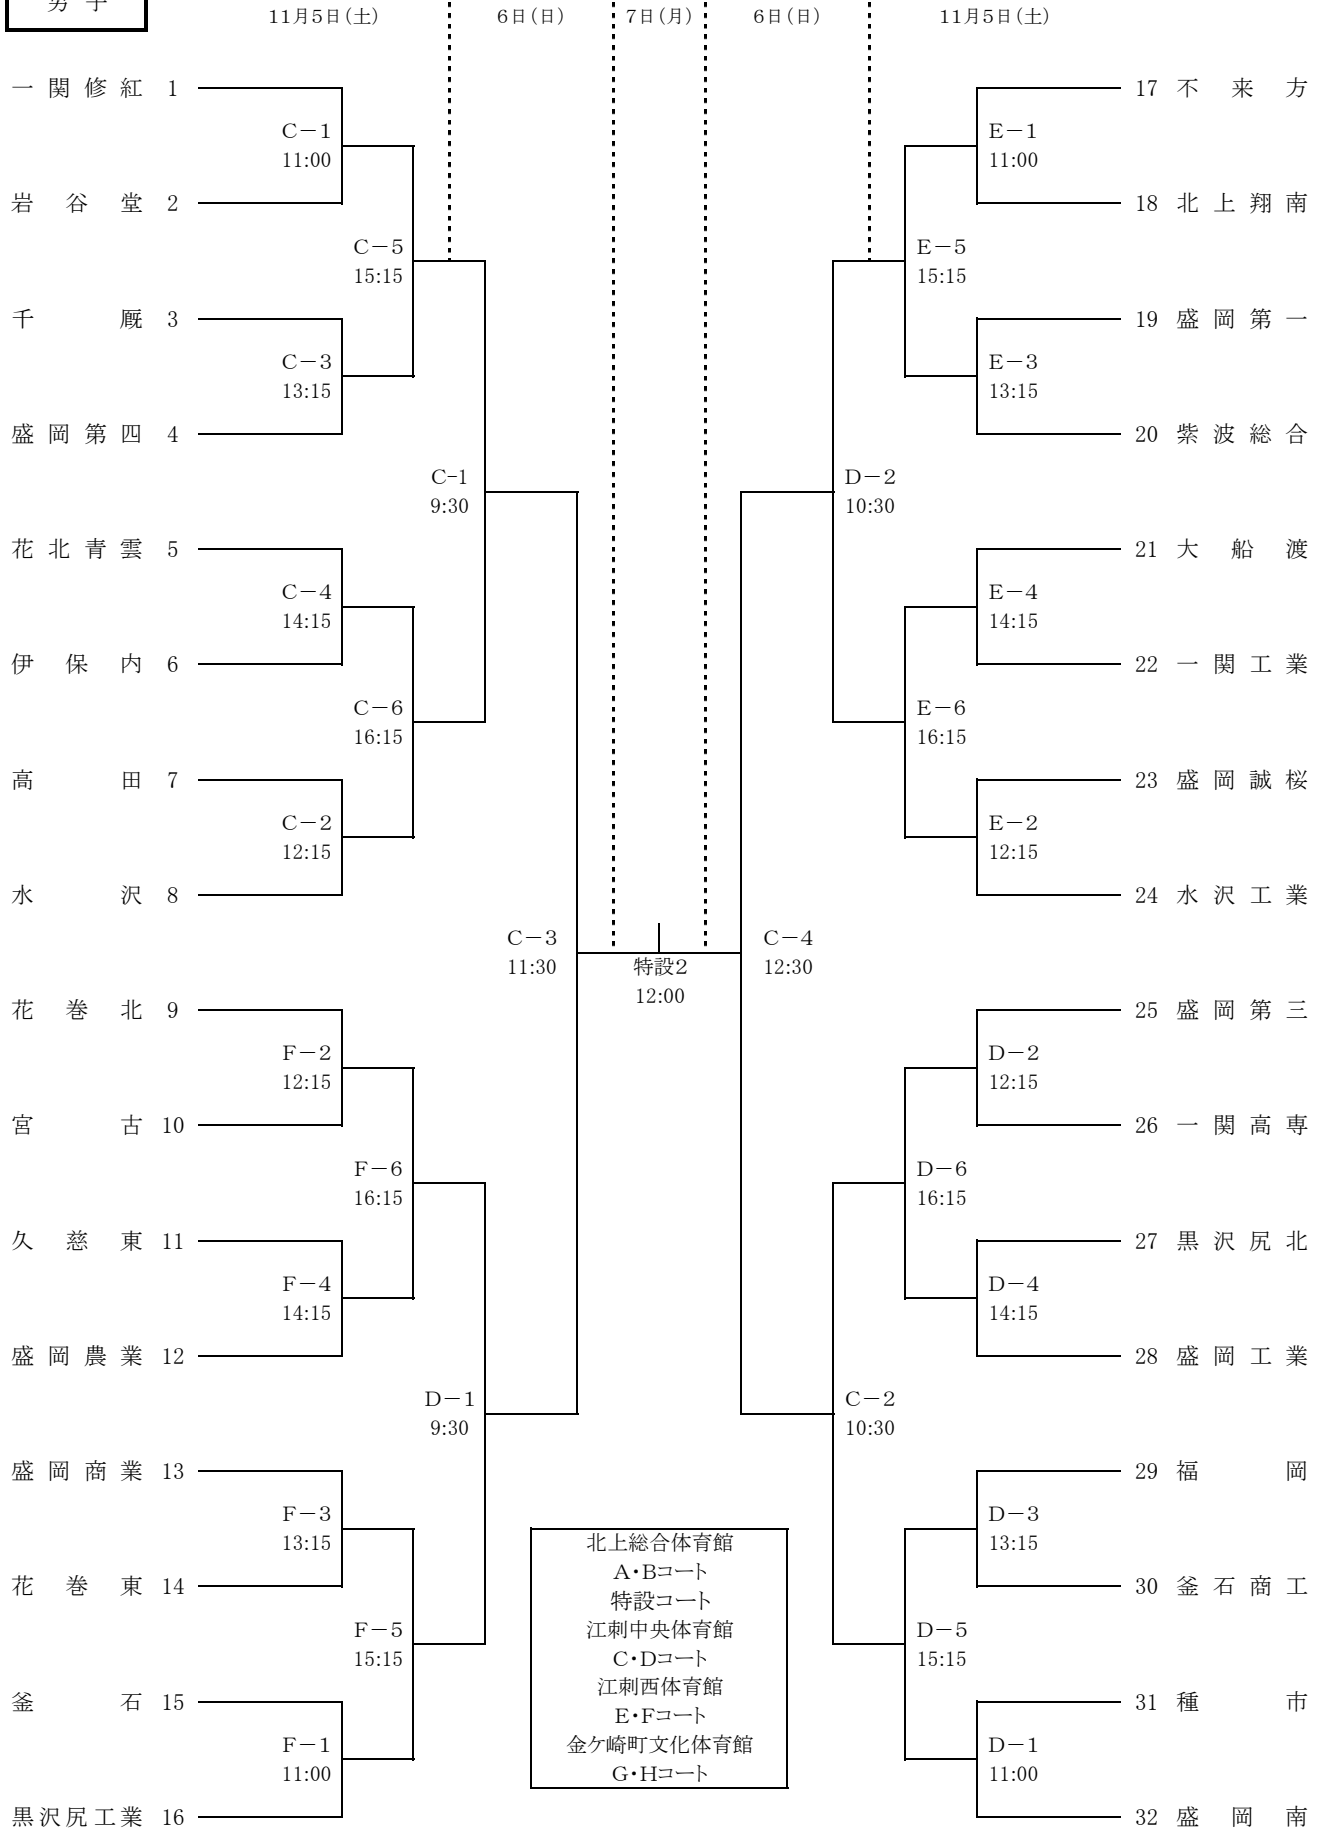 男 子
11月5日(土) 6日(日) 7日(月) 6日(日) 11月5日(土)
一関修紅 1
C－1
11:00
岩谷堂 2
C－5
15:15
千厩 3
C－3
13:15
盛岡第四 4
C-1
9:30
花北青雲 5
C－4
14:15
伊保内 6
C－6
16:15
高田 7
C－2
12:15
水沢 8
C－3
11:30
花巻北 9
F－2
12:15
宮古 10
F－6
16:15
久慈東 11
F－4
14:15
盛岡農業 12
D－1
9:30
盛岡商業 13
F－3
13:15
花巻東 14
F－5
15:15
釜石 15
F－1
11:00
黒沢尻工業 16
特設2
12:00
17 不来方
E－1
11:00
18 北上翔南
E－5
15:15
19 盛岡第一
E－3
13:15
20 紫波総合
D－2
10:30
21 大船渡
E－4
14:15
22 一関工業
E－6
16:15
23 盛岡誠桜
E－2
12:15
24 水沢工業
C－4
12:30
25 盛岡第三
D－2
12:15
26 一関高専
D－6
16:15
27 黒沢尻北
D－4
14:15
28 盛岡工業
C－2
10:30
29 福岡
D－3
13:15
30 釜石商工
D－5
15:15
31 種市
D－1
11:00
32 盛岡南
北上総合体育館
A・Bコート
特設コート
江刺中央体育館
C・Dコート
江刺西体育館
E・Fコート
金ケ崎町文化体育館
G・Hコート